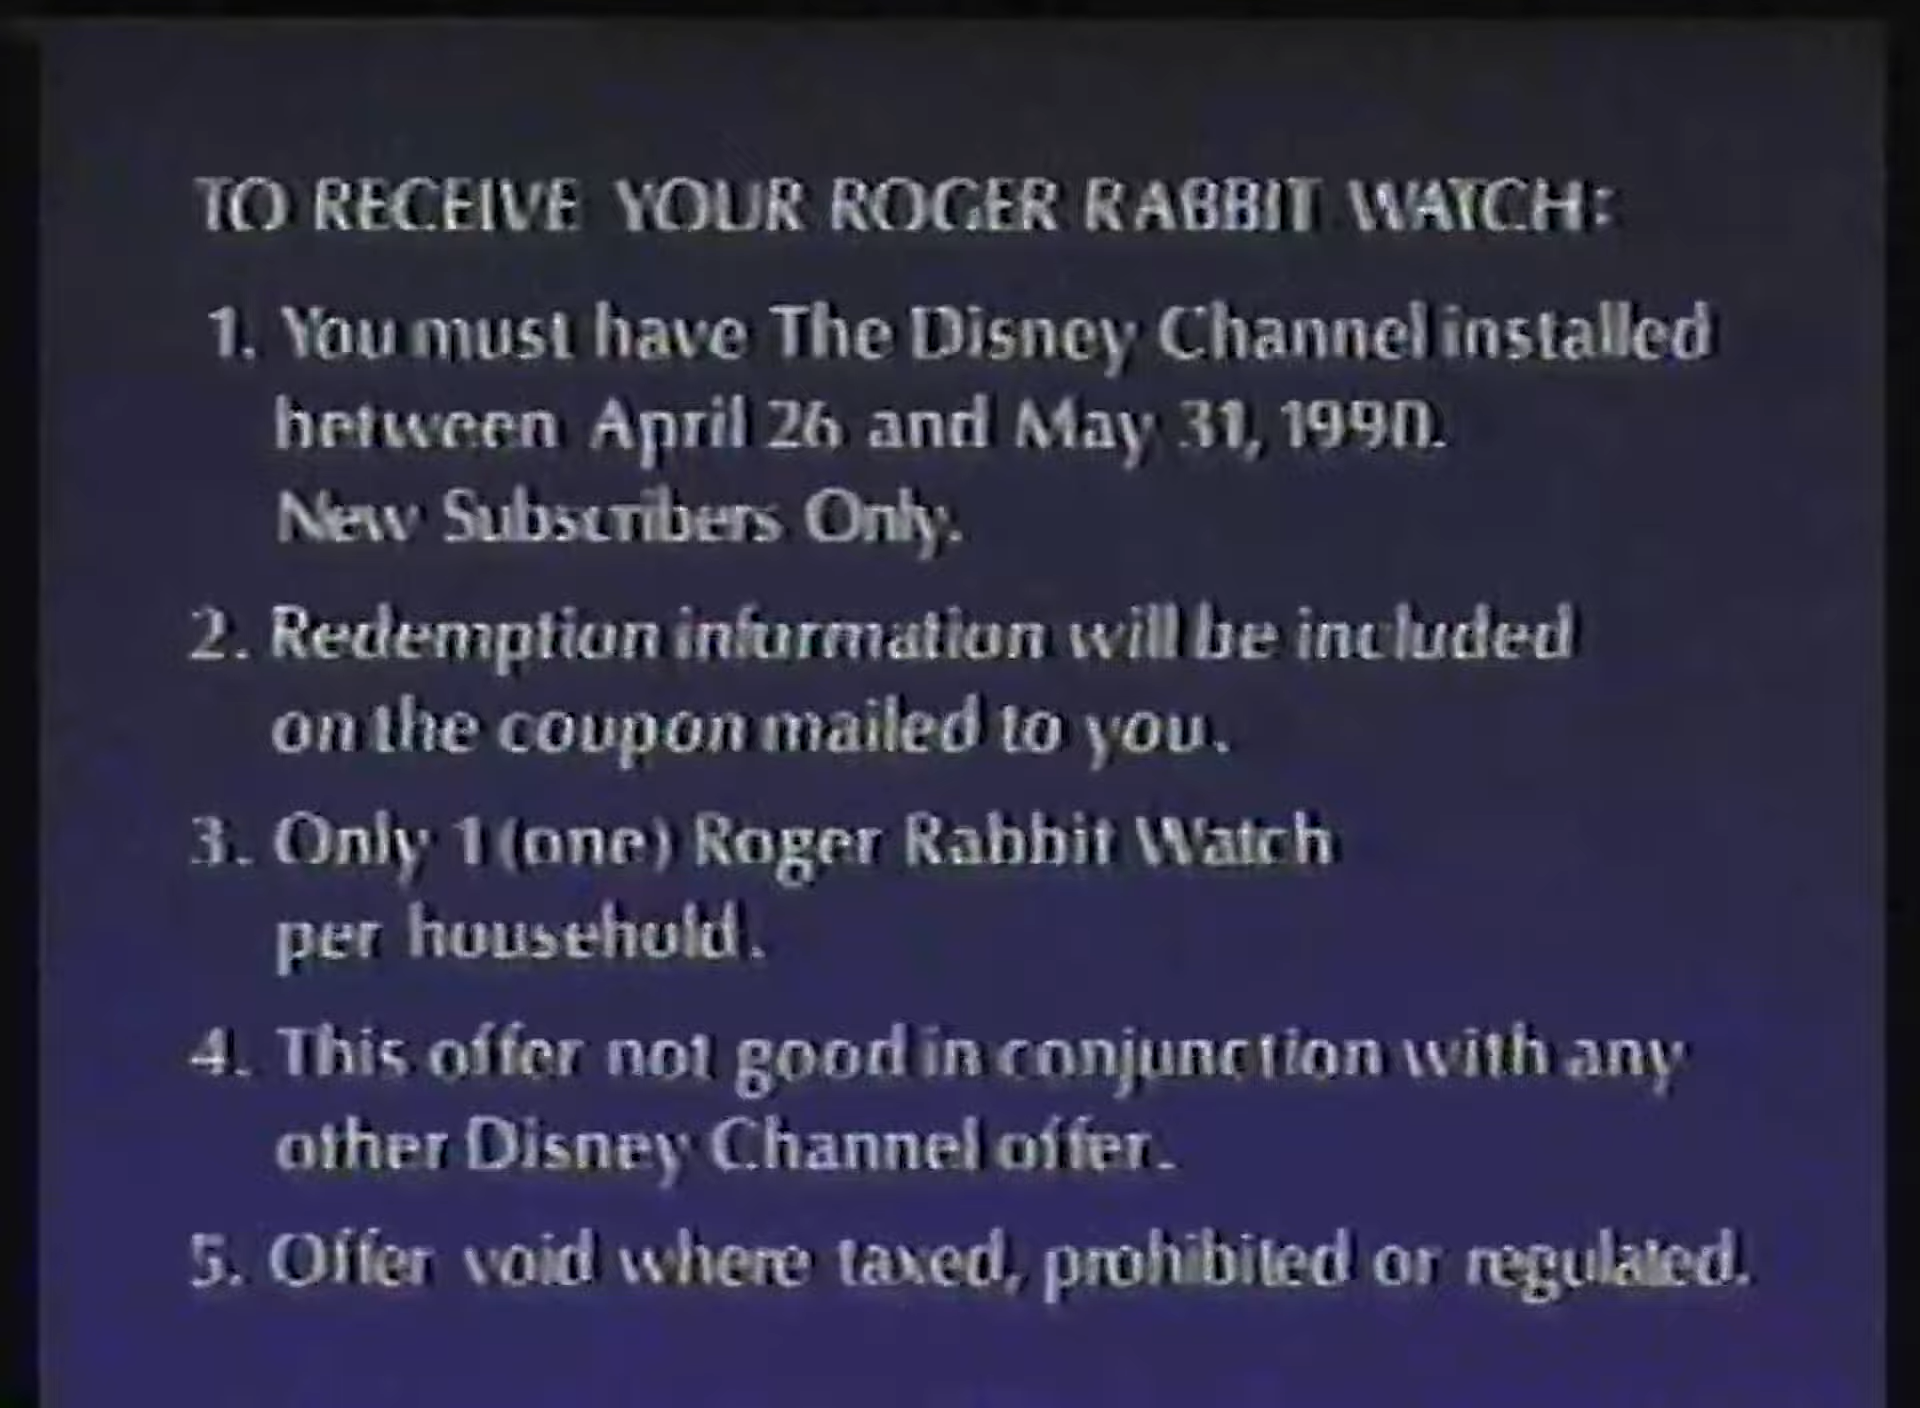 TO RECEIVE YOUR ROGER RABBIT WATCH:
1. You must have The Disney Channel installed
between April 26 and May 31, 1990.
New Subscribers Only.
2. Redemption information will be included
on the coupon mailed to you.
3. Only 1 (one) Roger Rabbit Watch
per household.
4. This offer not good in conjunction with any
other Disney Channel offer.
5. Offer void where taxed, prohibited or regulated.